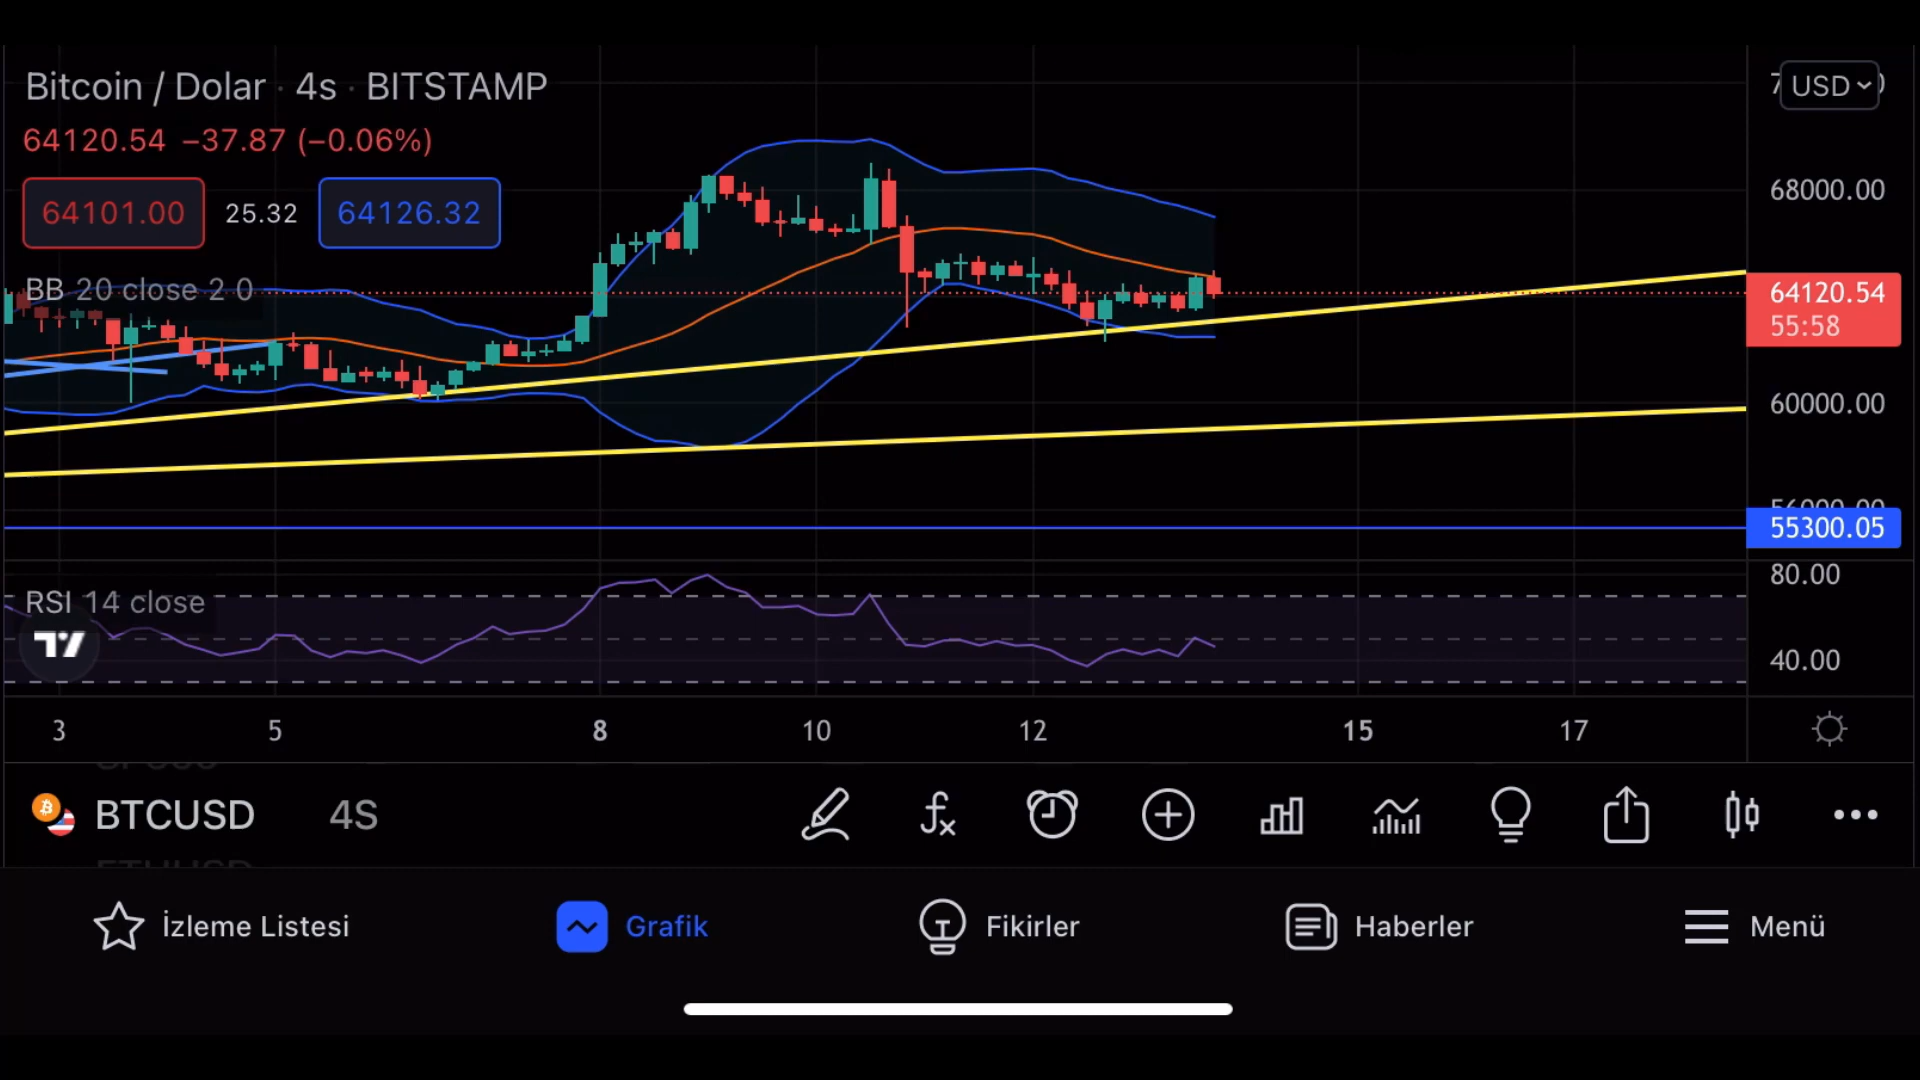 Bitcoin / Dolar · 4s · BITSTAMP
USD
64120.54 −37.87 (−0.06%)
64101.00 25.32 64126.32
68000.00
BB 20 close 2 0
64120.54
55:58
60000.00
55300.05
80.00
RSI 14 close
40.00
3 5 8 10 12 15 17
BTCUSD 4S
İzleme Listesi Grafik Fikirler Haberler Menü